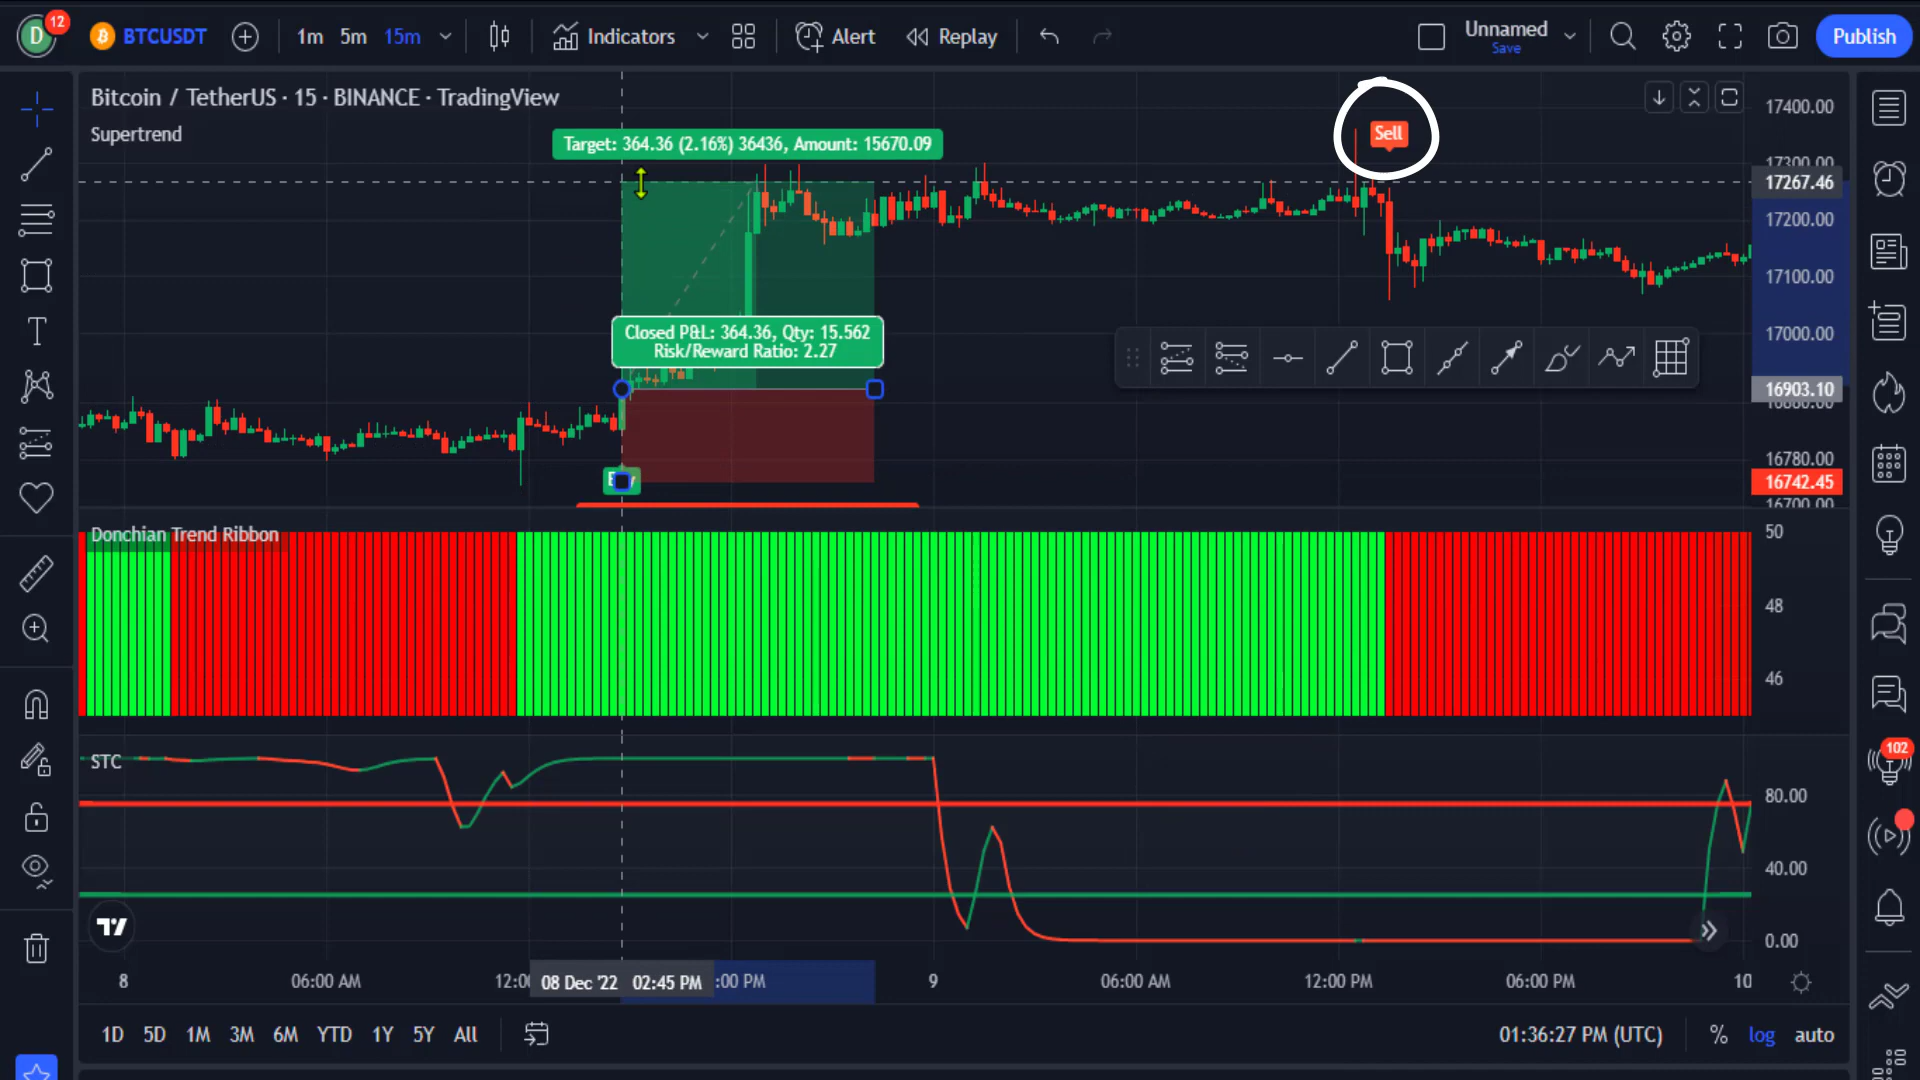 D 12 BTCUSDT 1m 5m 15m Indicators Alert Replay Unnamed Save Publish
Bitcoin / TetherUS · 15 · BINANCE · TradingView
Supertrend
Target: 364.36 (2.16%) 36436, Amount: 15670.09
Sell
Closed P&L: 364.36, Qty: 15.562
Risk/Reward Ratio: 2.27
17400.00
17300.00
17267.46
17200.00
17100.00
17000.00
16903.10
16780.00
16742.45
16700.00
Donchian Trend Ribbon
50
48
46
STC
80.00
40.00
0.00
102
8 06:00 AM 08 Dec '22 02:45 PM :00 PM 9 06:00 AM 12:00 PM 06:00 PM 10
1D 5D 1M 3M 6M YTD 1Y 5Y All 01:36:27 PM (UTC) % log auto